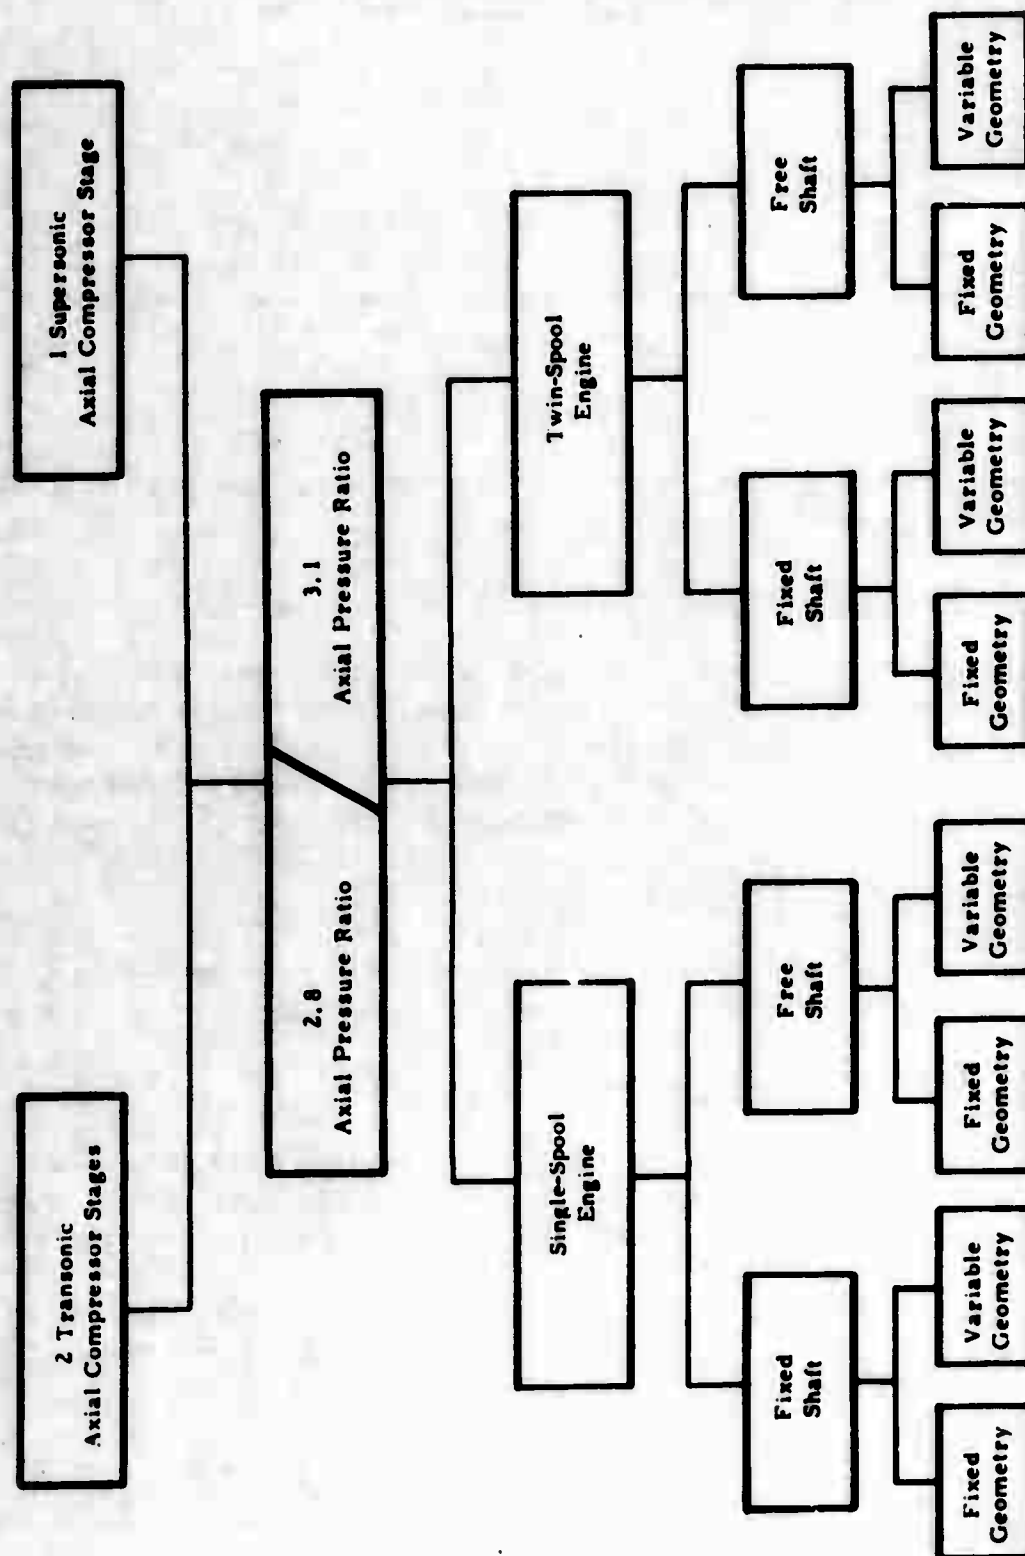 2 Transonic
Axial Compressor Stages
1 Supersonic
Axial Compressor Stage
2.8
Axial Pressure Ratio
3.1
Axial Pressure Ratio
Single-Spool
Engine
Twin-Spool
Engine
Fixed
Shaft
Free
Shaft
Fixed
Shaft
Free
Shaft
Fixed
Geometry
Variable
Geometry
Fixed
Geometry
Variable
Geometry
Fixed
Geometry
Variable
Geometry
Fixed
Geometry
Variable
Geometry